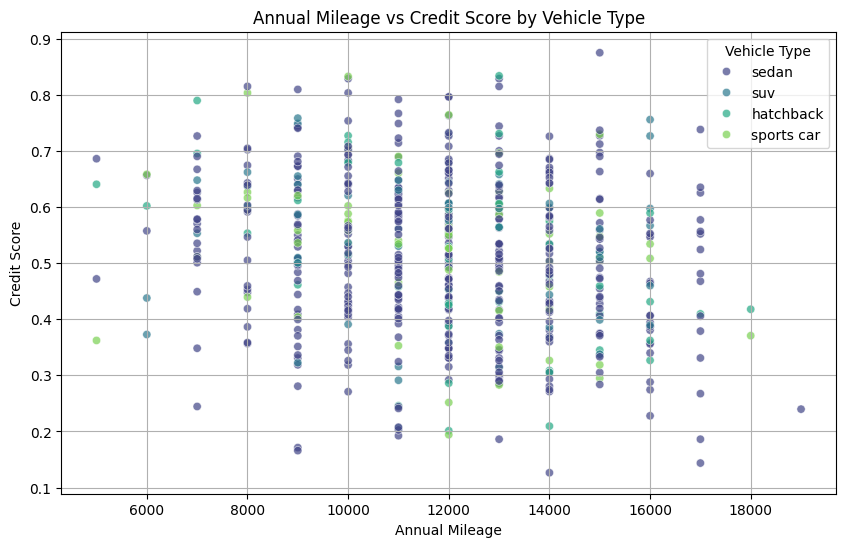 Annual Mileage vs Credit Score by Vehicle Type
Credit Score
0.9
0.8
0.7
0.6
0.5
0.4
0.3
0.2
0.1
Vehicle Type
sedan
suv
hatchback
sports car
6000 8000 10000 12000 14000 16000 18000
Annual Mileage